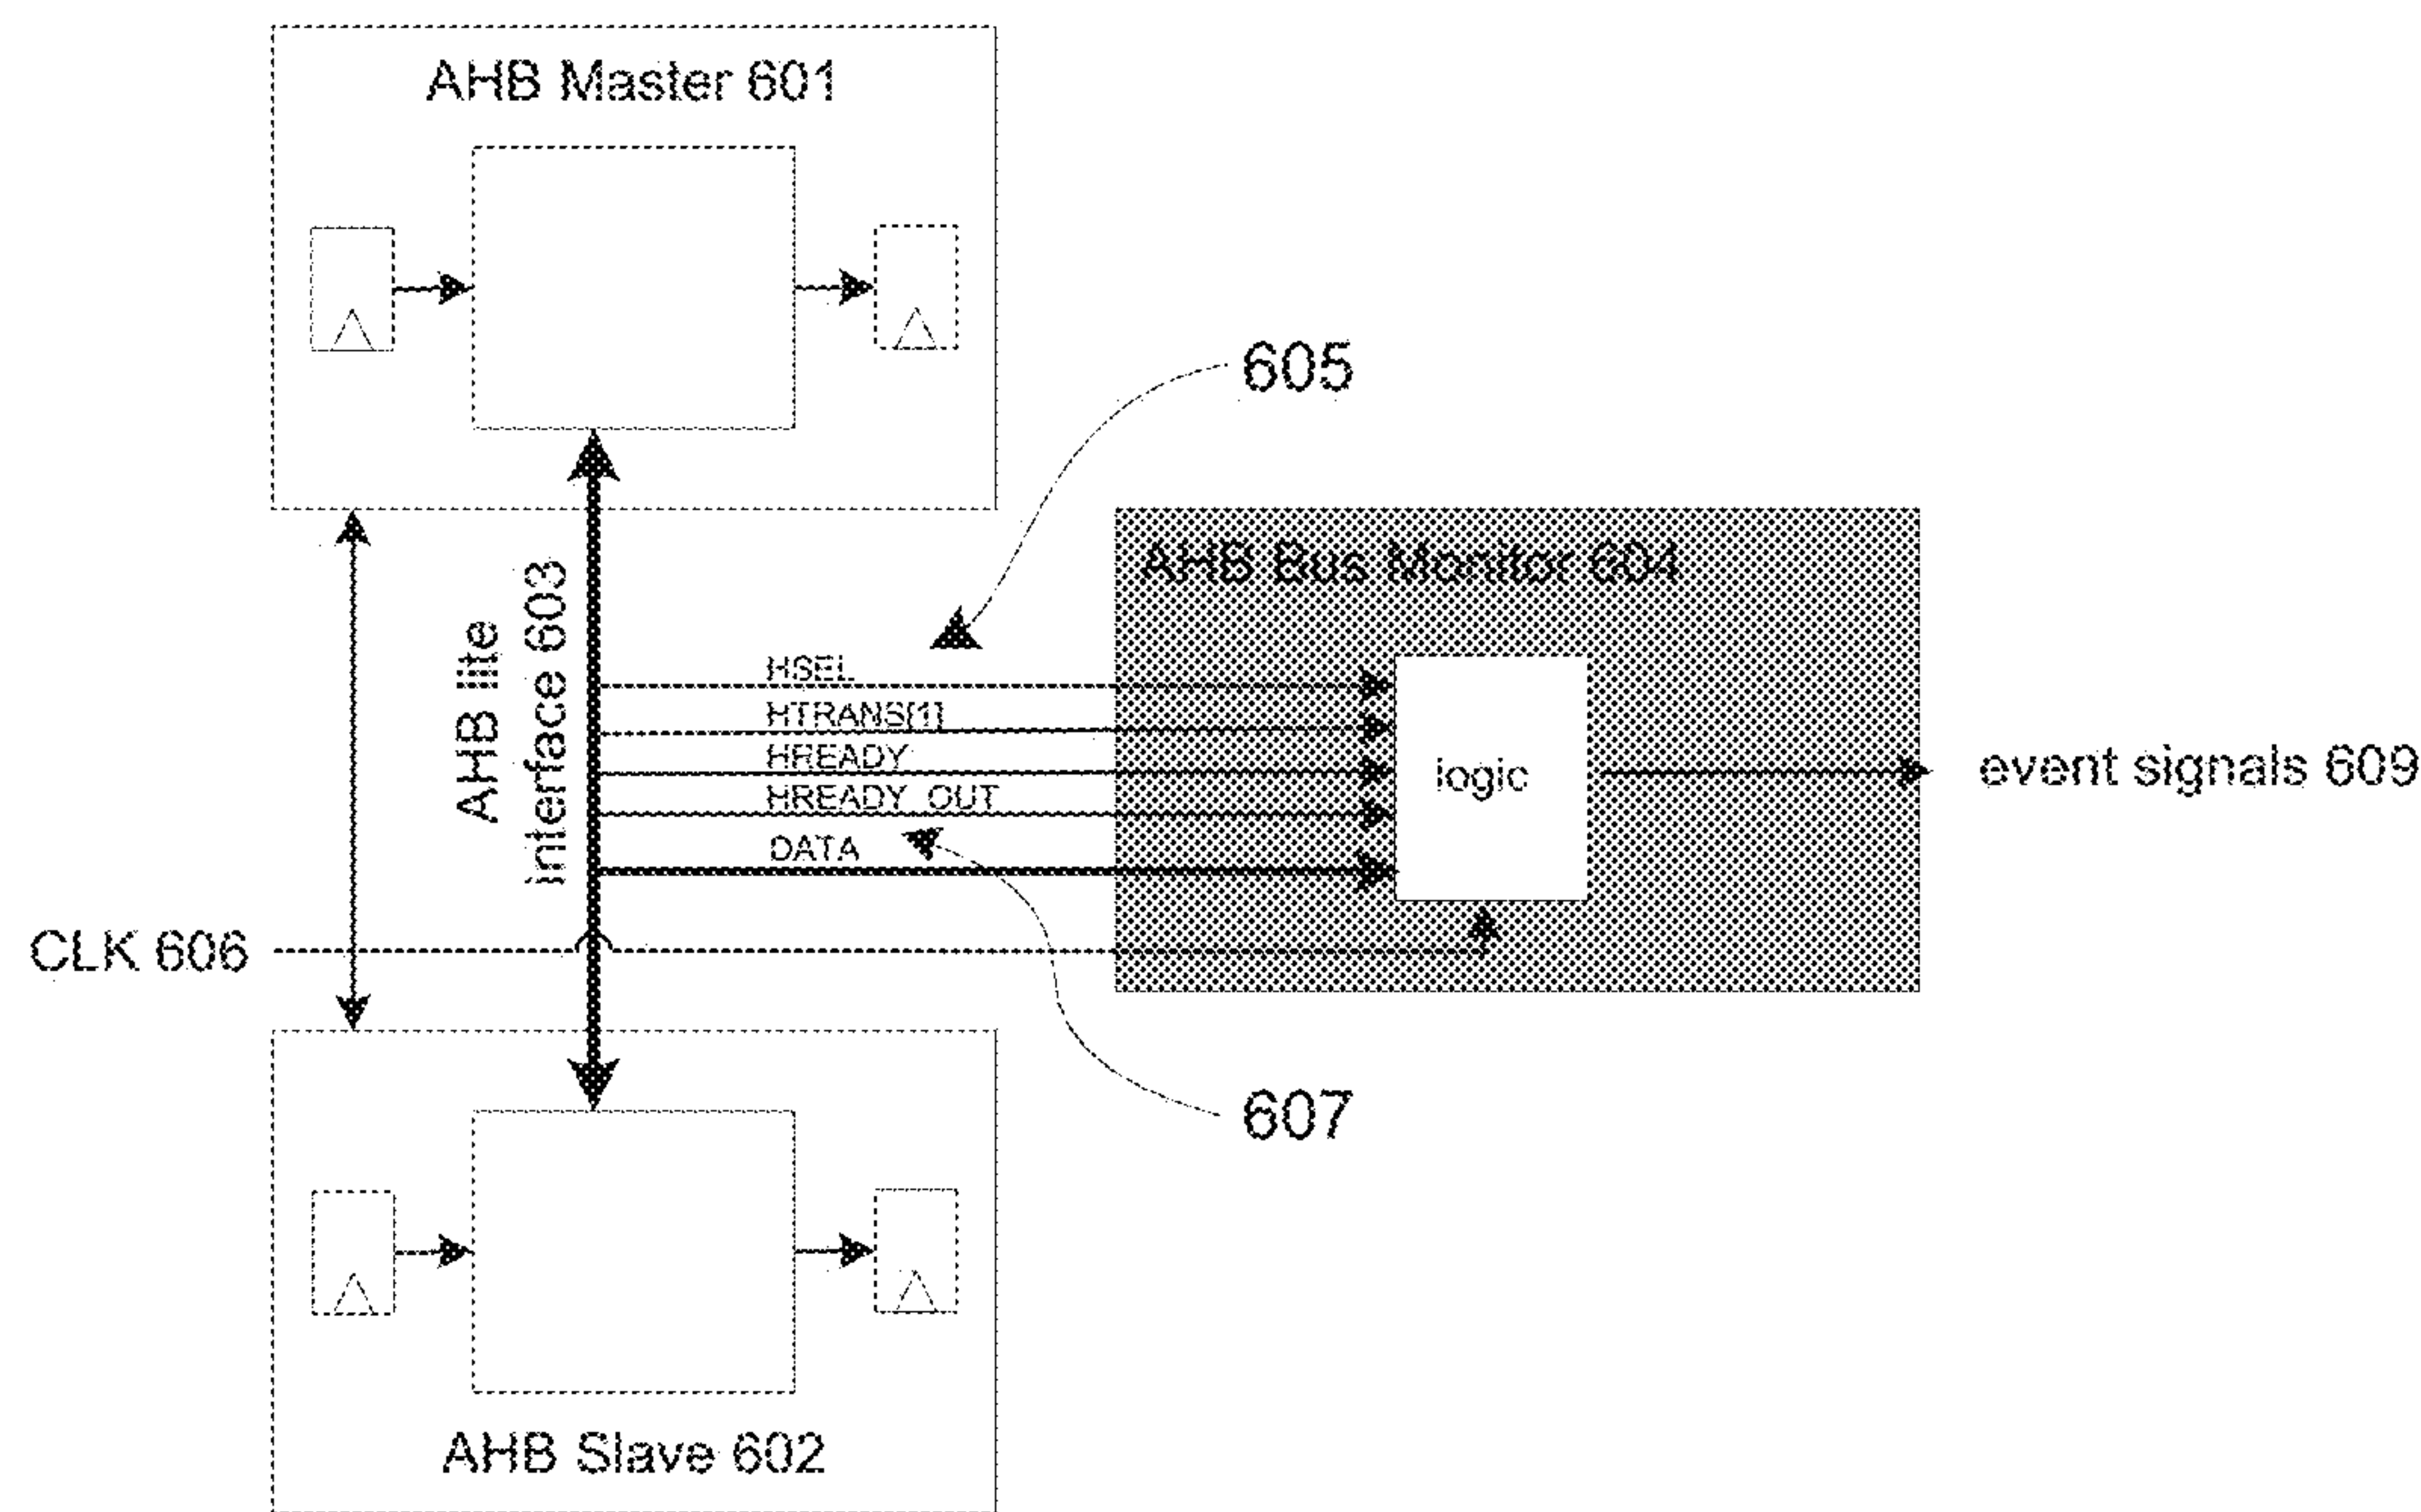 AHB Master 601
605
AHB lite
interface 603
AHB Bus Monitor 604
HSEL
HTRANS[1]
HREADY
HREADY_OUT
DATA
logic
event signals 609
CLK 606
607
AHB Slave 602